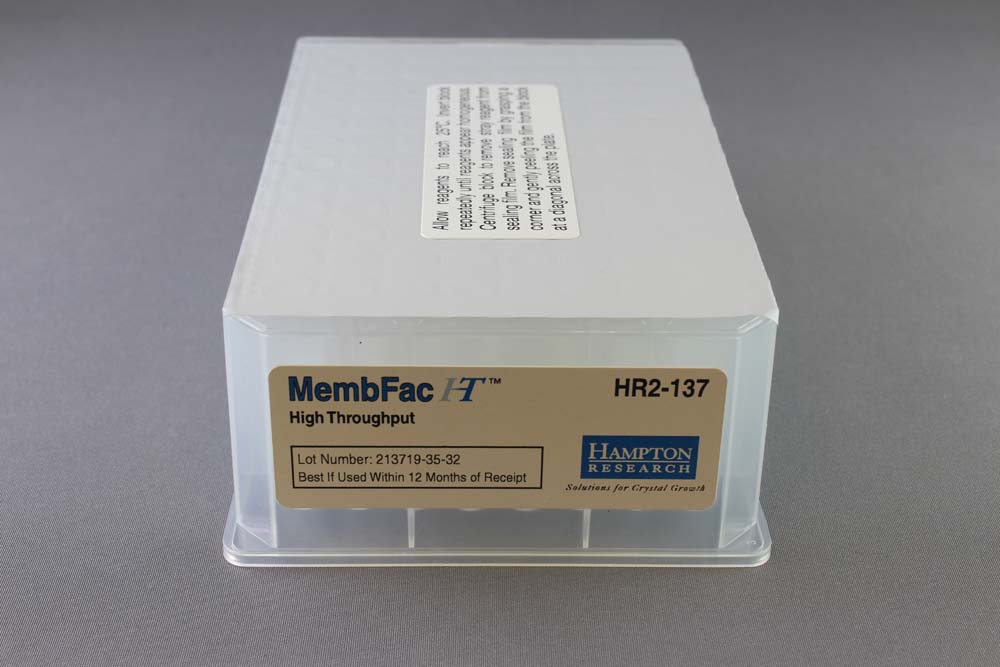 Allow reagents to reach 25°C. Invert block
repeatedly until reagents appear homogeneous.
Centrifuge block to remove stray reagent from
sealing film. Remove sealing film by grasping a
corner and gently peeling the film from the block
at a diagonal across the plate.
MembFac HT™
HR2-137
High Throughput
Lot Number: 213719-35-32
Best If Used Within 12 Months of Receipt
HAMPTON
RESEARCH
Solutions for Crystal Growth